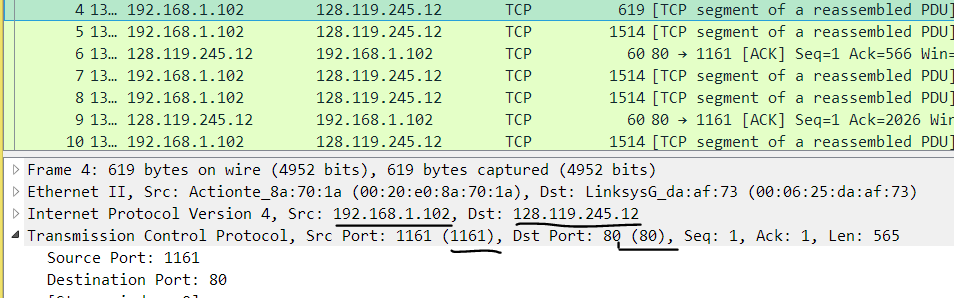 4 13… 192.168.1.102 128.119.245.12 TCP 619 [TCP segment of a reassembled PDU]
5 13… 192.168.1.102 128.119.245.12 TCP 1514 [TCP segment of a reassembled PDU]
6 13… 128.119.245.12 192.168.1.102 TCP 60 80 → 1161 [ACK] Seq=1 Ack=566 Win=
7 13… 192.168.1.102 128.119.245.12 TCP 1514 [TCP segment of a reassembled PDU]
8 13… 192.168.1.102 128.119.245.12 TCP 1514 [TCP segment of a reassembled PDU]
9 13… 128.119.245.12 192.168.1.102 TCP 60 80 → 1161 [ACK] Seq=1 Ack=2026 Win
10 13… 192.168.1.102 128.119.245.12 TCP 1514 [TCP segment of a reassembled PDU]
Frame 4: 619 bytes on wire (4952 bits), 619 bytes captured (4952 bits)
Ethernet II, Src: Actionte_8a:70:1a (00:20:e0:8a:70:1a), Dst: LinksysG_da:af:73 (00:06:25:da:af:73)
Internet Protocol Version 4, Src: 192.168.1.102, Dst: 128.119.245.12
Transmission Control Protocol, Src Port: 1161 (1161), Dst Port: 80 (80), Seq: 1, Ack: 1, Len: 565
Source Port: 1161
Destination Port: 80